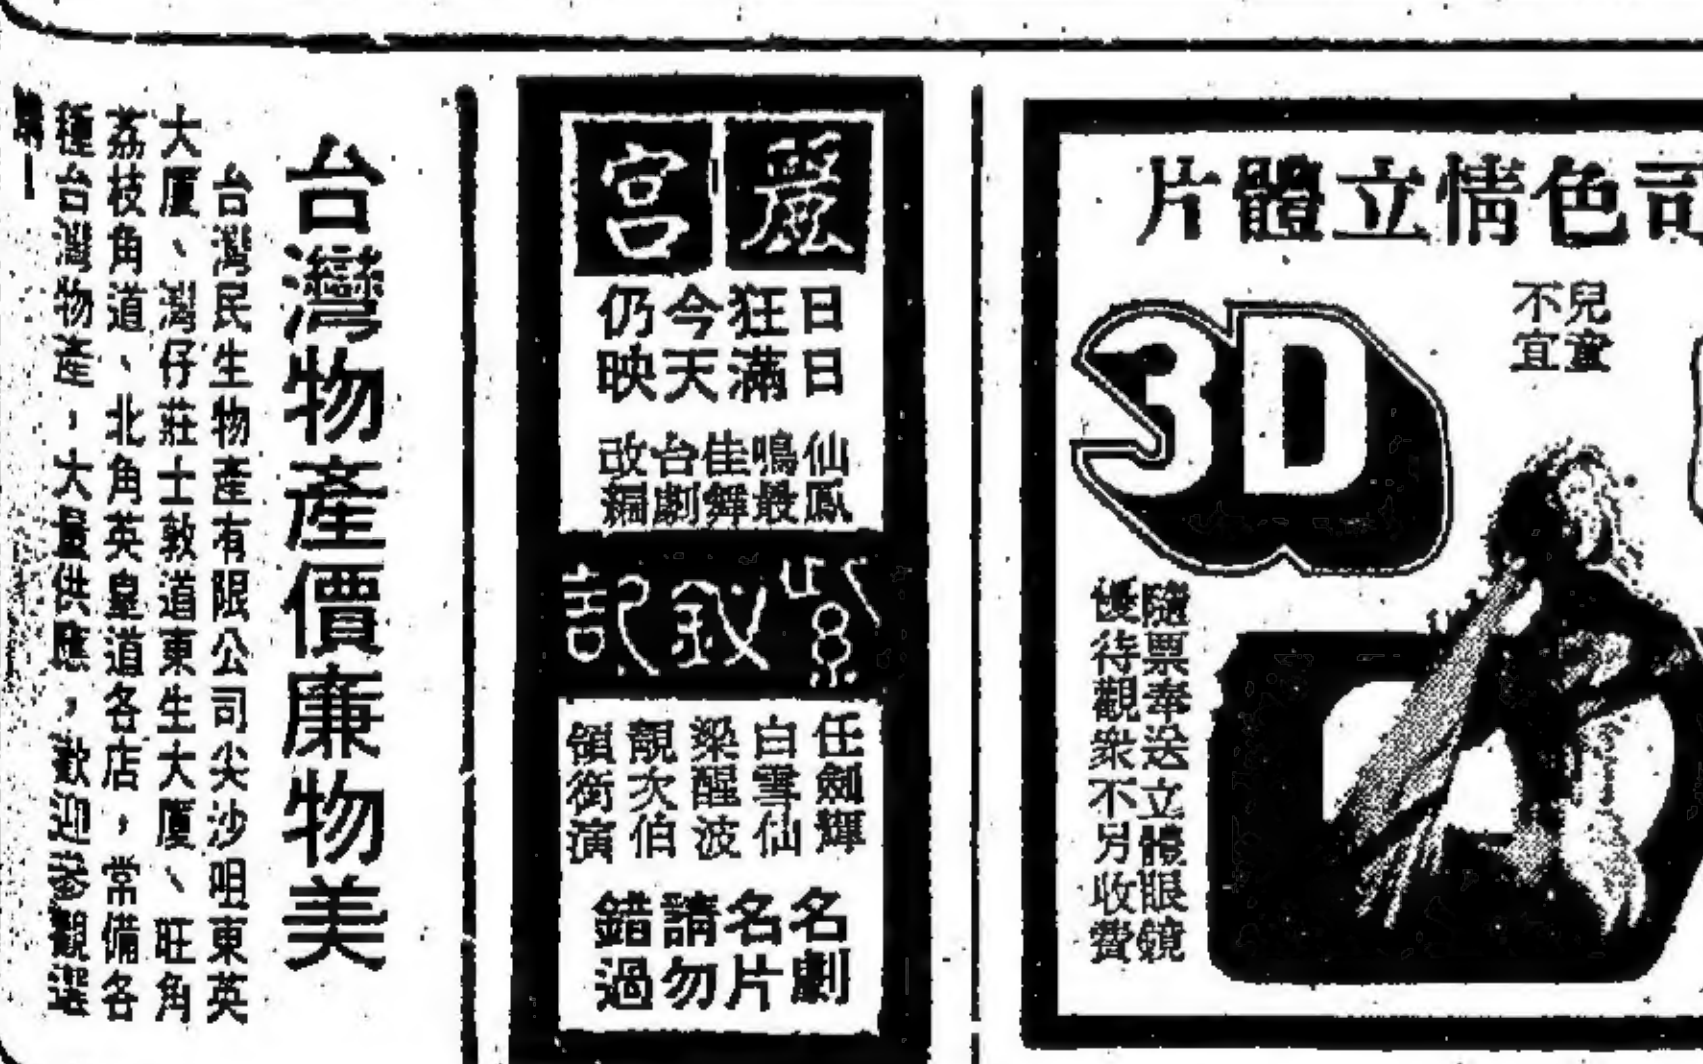 司色情立體片
兒童
不宜
3D
隨票奉送立體眼鏡
優待觀衆不另收費
麗宮
日日
狂滿
今天
仍映
仙鳳
鳴最
佳舞
台劇
改編
紫釵記
任劍輝
白雪仙
梁醒波
靚次伯
領銜演
名劇
名片
請勿
錯過
台灣物產價廉物美
台灣民生物產有限公司尖沙咀東英
大厦、灣仔莊士敦道東生大厦、旺角
荔枝角道、北角英皇道各店，常備各
種台灣物產，大量供應，歡迎參觀選